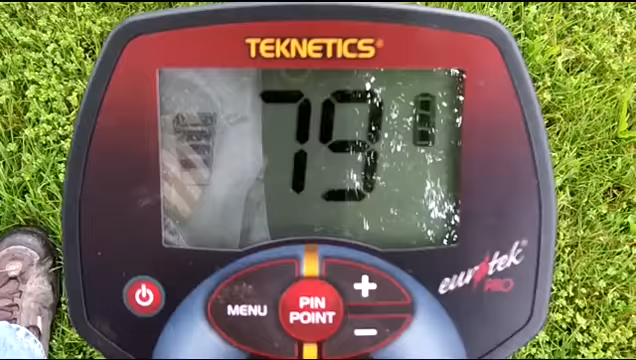 TEKNETICS®
79
eurotek®
PRO
MENU
PIN
POINT
+
−